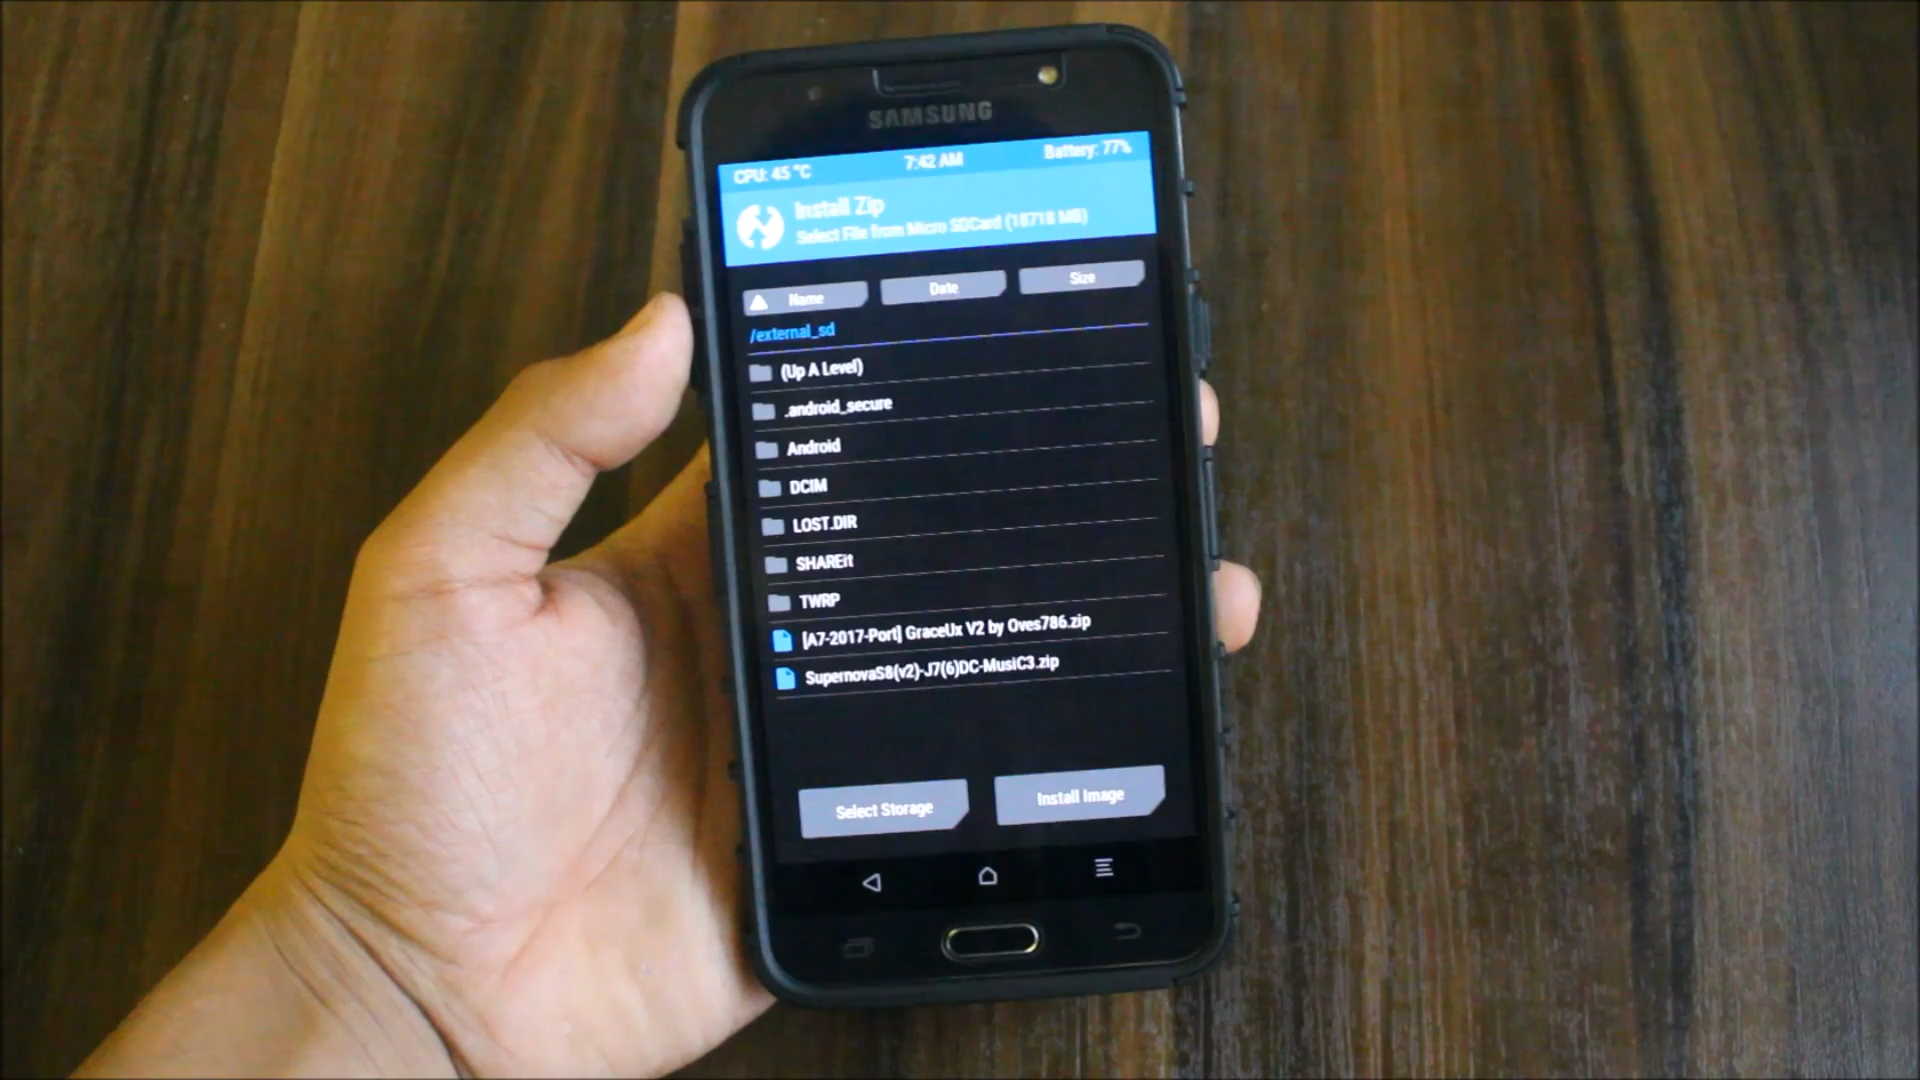 SAMSUNG
CPU: 45 °C 7:42 AM Battery: 77%
Install Zip
Select File from Micro SDCard (18718 MB)
Name Date Size
/external_sd
(Up A Level)
.android_secure
Android
DCIM
LOST.DIR
SHAREit
TWRP
[A7-2017-Port] GraceUx V2 by Oves786.zip
SupernovaS8(v2)-J7(6)DC-MusiC3.zip
Select Storage Install Image